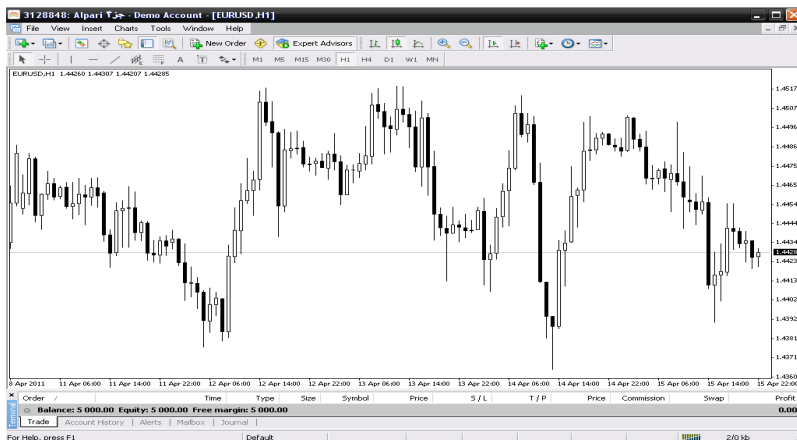 3128848: Alpari جزء ۲ - Demo Account - [EURUSD,H1]
File View Insert Charts Tools Window Help
New Order Expert Advisors
A T M1 M5 M15 M30 H1 H4 D1 W1 MN
EURUSD,H1 1.44260 1.44307 1.44207 1.44285
1.4517
1.4507
1.4496
1.4486
1.4475
1.4465
1.4454
1.4444
1.4434
1.4428
1.4423
1.4413
1.4402
1.4392
1.4381
1.4371
1.4360
8 Apr 2011 11 Apr 06:00 11 Apr 14:00 11 Apr 22:00 12 Apr 06:00 12 Apr 14:00 12 Apr 22:00 13 Apr 06:00 13 Apr 14:00 13 Apr 22:00 14 Apr 06:00 14 Apr 14:00 14 Apr 22:00 15 Apr 06:00 15 Apr 14:00 15 Apr 22:00
Order / Time Type Size Symbol Price S / L T / P Price Commission Swap Profit
Balance: 5 000.00 Equity: 5 000.00 Free margin: 5 000.00 0.00
Terminal
Trade | Account History | Alerts | Mailbox | Journal |
For Help, press F1 Default 2/0 kb